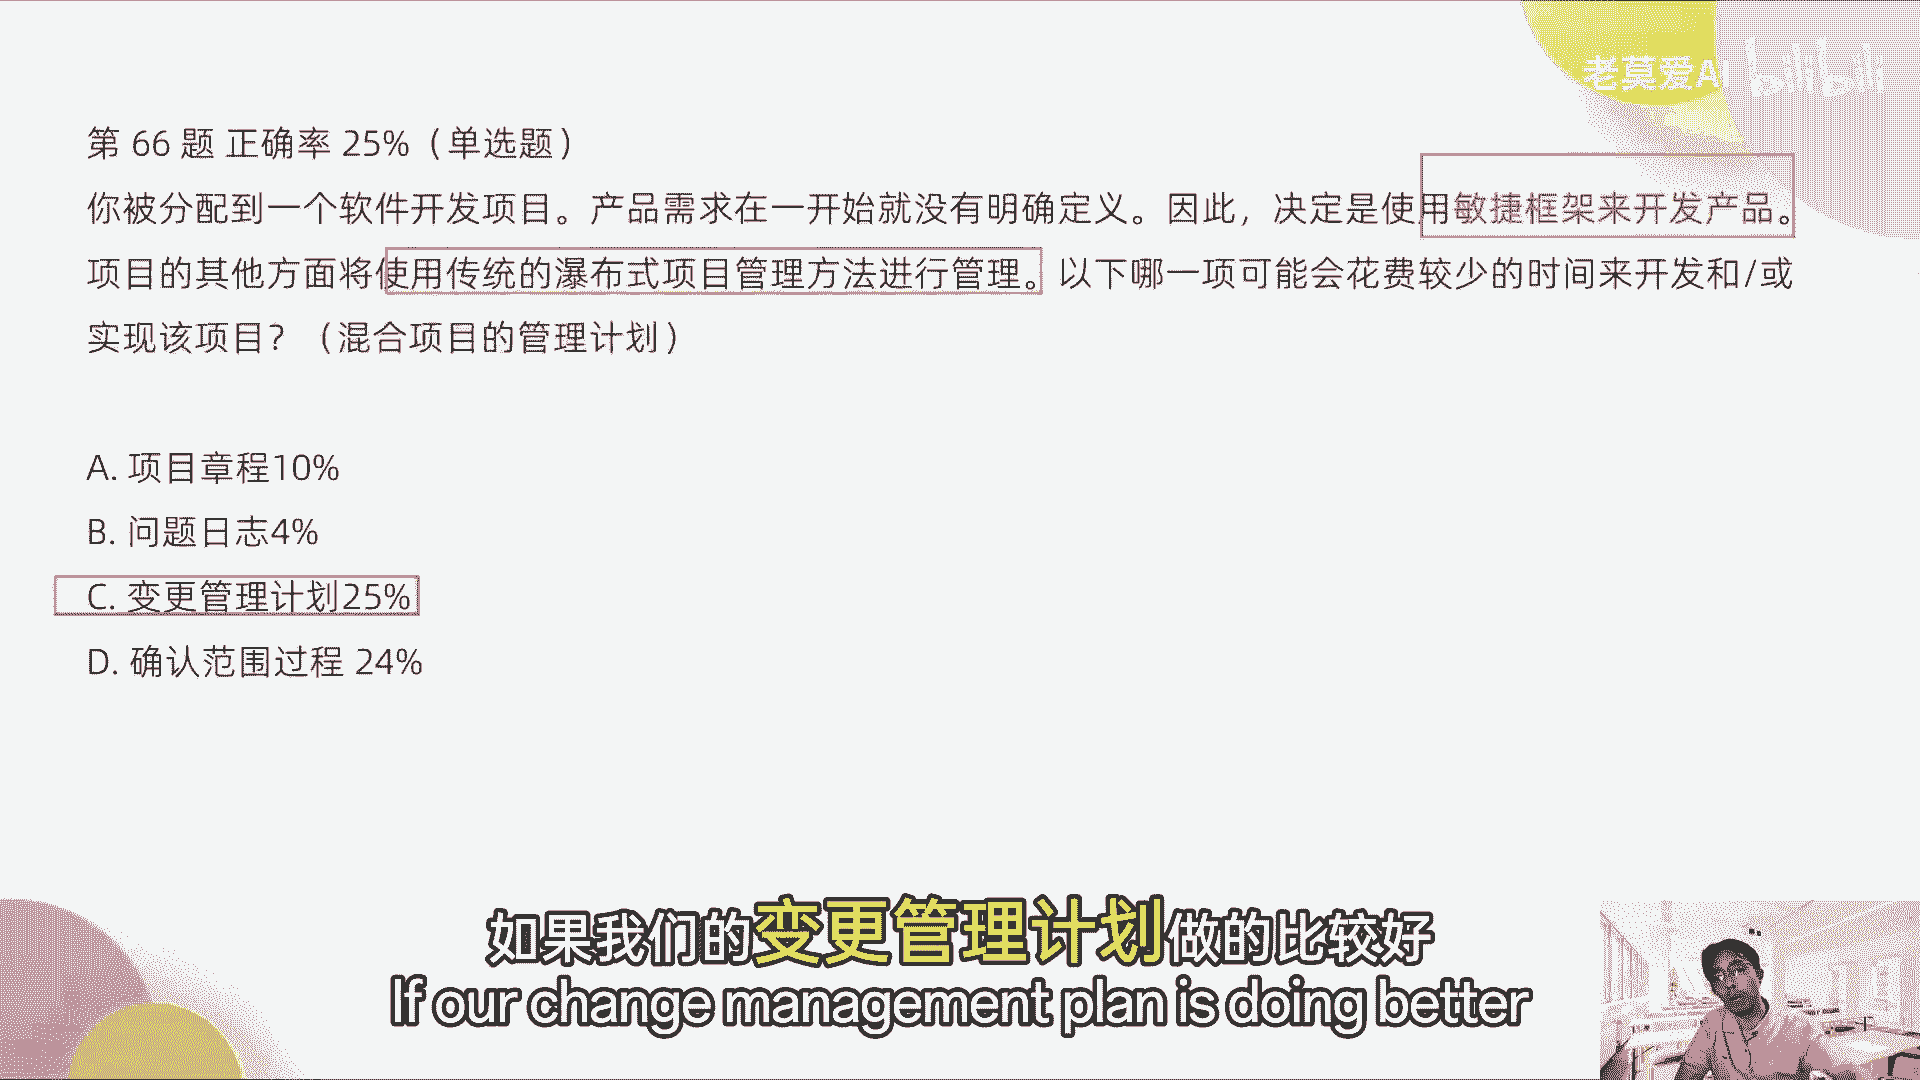 老莫爱AI bilibili
第 66 题 正确率 25%（单选题）
你被分配到一个软件开发项目。产品需求在一开始就没有明确定义。因此，决定是使用敏捷框架来开发产品。
项目的其他方面将使用传统的瀑布式项目管理方法进行管理。以下哪一项可能会花费较少的时间来开发和/或
实现该项目？（混合项目的管理计划）
A. 项目章程10%
B. 问题日志4%
C. 变更管理计划25%
D. 确认范围过程 24%
如果我们的变更管理计划做的比较好
If our change management plan is doing better